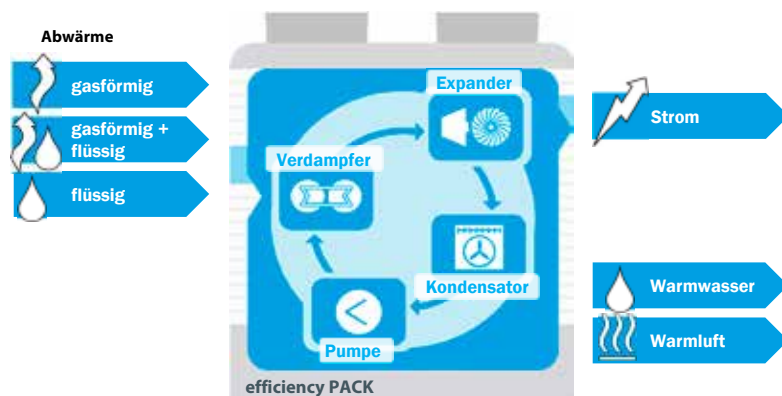 Abwärme
gasförmig
gasförmig +
flüssig
flüssig
Expander
Verdampfer
Kondensator
Pumpe
efficiency PACK
Strom
Warmwasser
Warmluft